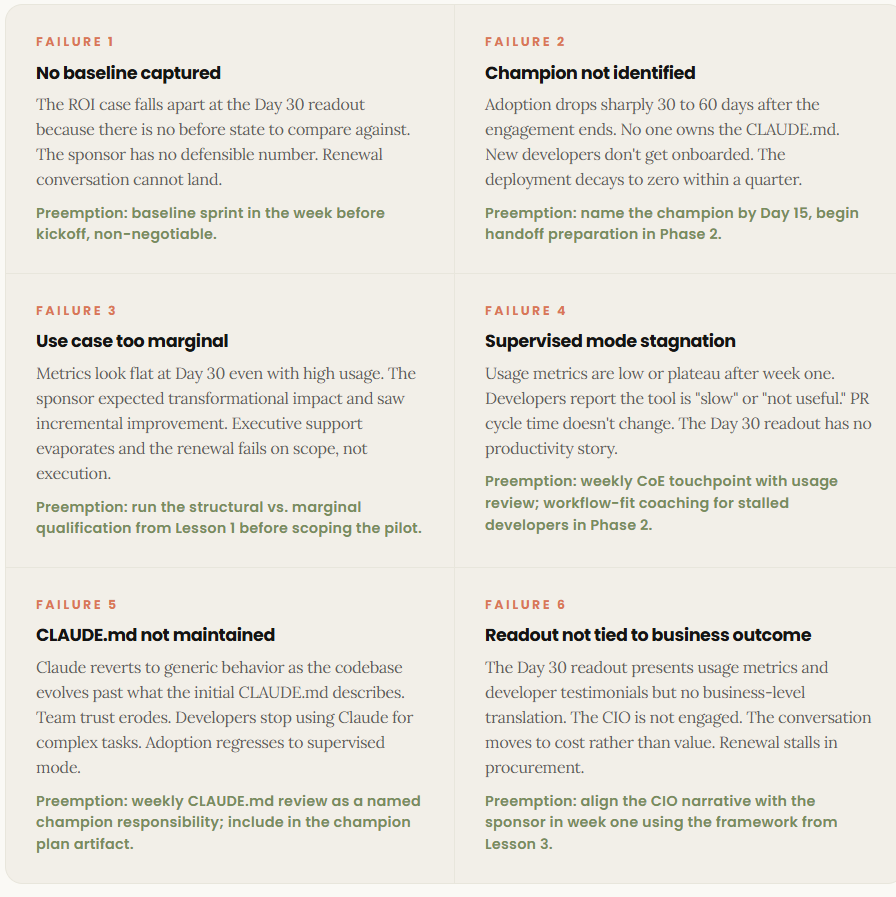 FAILURE 1
No baseline captured
The ROI case falls apart at the Day 30 readout
because there is no before state to compare against.
The sponsor has no defensible number. Renewal
conversation cannot land.
Preemption: baseline sprint in the week before
kickoff, non-negotiable.
FAILURE 2
Champion not identified
Adoption drops sharply 30 to 60 days after the
engagement ends. No one owns the CLAUDE.md.
New developers don't get onboarded. The
deployment decays to zero within a quarter.
Preemption: name the champion by Day 15, begin
handoff preparation in Phase 2.
FAILURE 3
Use case too marginal
Metrics look flat at Day 30 even with high usage. The
sponsor expected transformational impact and saw
incremental improvement. Executive support
evaporates and the renewal fails on scope, not
execution.
Preemption: run the structural vs. marginal
qualification from Lesson 1 before scoping the pilot.
FAILURE 4
Supervised mode stagnation
Usage metrics are low or plateau after week one.
Developers report the tool is "slow" or "not useful." PR
cycle time doesn't change. The Day 30 readout has no
productivity story.
Preemption: weekly CoE touchpoint with usage
review; workflow-fit coaching for stalled
developers in Phase 2.
FAILURE 5
CLAUDE.md not maintained
Claude reverts to generic behavior as the codebase
evolves past what the initial CLAUDE.md describes.
Team trust erodes. Developers stop using Claude for
complex tasks. Adoption regresses to supervised
mode.
Preemption: weekly CLAUDE.md review as a named
champion responsibility; include in the champion
plan artifact.
FAILURE 6
Readout not tied to business outcome
The Day 30 readout presents usage metrics and
developer testimonials but no business-level
translation. The CIO is not engaged. The conversation
moves to cost rather than value. Renewal stalls in
procurement.
Preemption: align the CIO narrative with the
sponsor in week one using the framework from
Lesson 3.